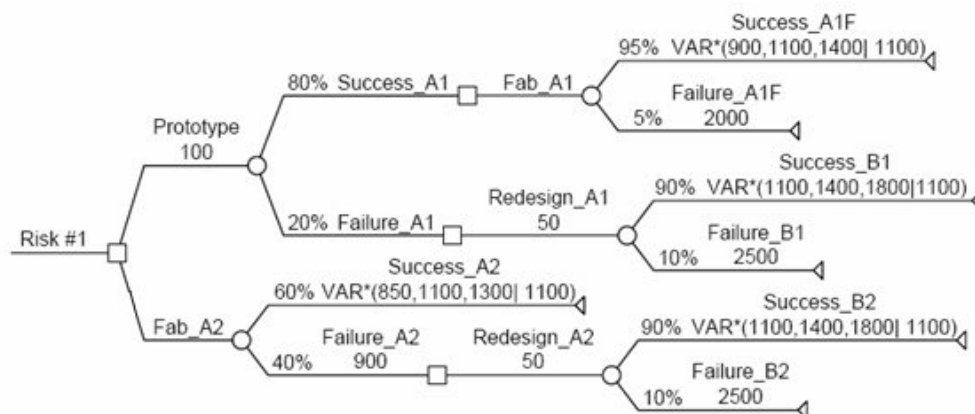 Success_A1F
95% VAR*(900,1100,1400| 1100)
80% Success_A1
Fab_A1
Failure_A1F
5% 2000
Prototype
100
Success_B1
90% VAR*(1100,1400,1800|1100)
Redesign_A1
20% Failure_A1
50
Failure_B1
10% 2500
Risk #1
Success_A2
60% VAR*(850,1100,1300| 1100)
Success_B2
90% VAR*(1100,1400,1800| 1100)
Fab_A2
Failure_A2
Redesign_A2
40% 900
50
Failure_B2
10% 2500